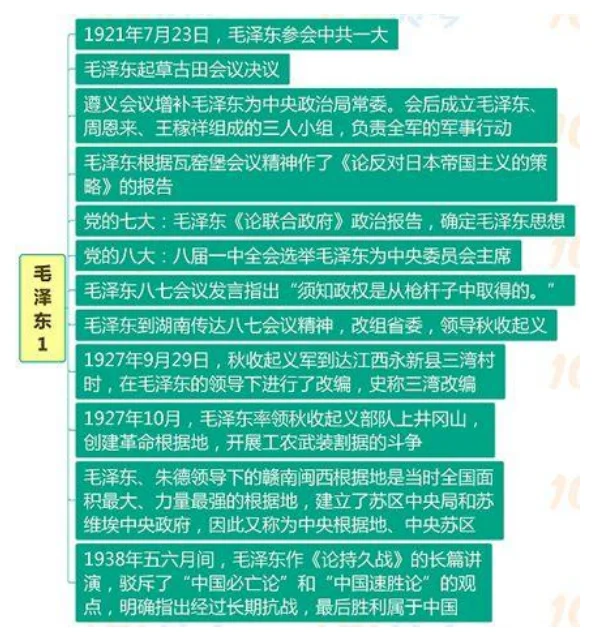 1921年7月23日，毛泽东参会中共一大
毛泽东起草古田会议决议
遵义会议增补毛泽东为中央政治局常委。会后成立毛泽东、
周恩来、王稼祥组成的三人小组，负责全军的军事行动
毛泽东根据瓦窑堡会议精神作了《论反对日本帝国主义的策
略》的报告
党的七大：毛泽东《论联合政府》政治报告，确定毛泽东思想
党的八大：八届一中全会选举毛泽东为中央委员会主席
毛泽东八七会议发言指出“须知政权是从枪杆子中取得的。”
毛泽东到湖南传达八七会议精神，改组省委，领导秋收起义
1927年9月29日，秋收起义军到达江西永新县三湾村
时，在毛泽东的领导下进行了改编，史称三湾改编
1927年10月，毛泽东率领秋收起义部队上井冈山，
创建革命根据地，开展工农武装割据的斗争
毛泽东、朱德领导下的赣南闽西根据地是当时全国面
积最大、力量最强的根据地，建立了苏区中央局和苏
维埃中央政府，因此又称为中央根据地、中央苏区
1938年五六月间，毛泽东作《论持久战》的长篇讲
演，驳斥了“中国必亡论”和“中国速胜论”的观
点，明确指出经过长期抗战，最后胜利属于中国
毛
泽
东
1